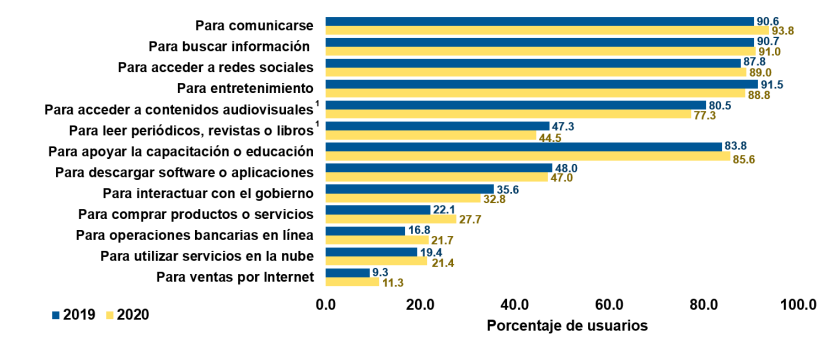 Para comunicarse 90.6
93.8
Para buscar información 90.7
91.0
Para acceder a redes sociales 87.8
89.0
Para entretenimiento 91.5
88.8
Para acceder a contenidos audiovisuales¹ 80.5
77.3
Para leer periódicos, revistas o libros¹ 47.3
44.5
Para apoyar la capacitación o educación 83.8
85.6
Para descargar software o aplicaciones 48.0
47.0
Para interactuar con el gobierno 35.6
32.8
Para comprar productos o servicios 22.1
27.7
Para operaciones bancarias en línea 16.8
21.7
Para utilizar servicios en la nube 19.4
21.4
Para ventas por Internet 9.3
11.3
0.0 20.0 40.0 60.0 80.0 100.0
2019 2020
Porcentaje de usuarios